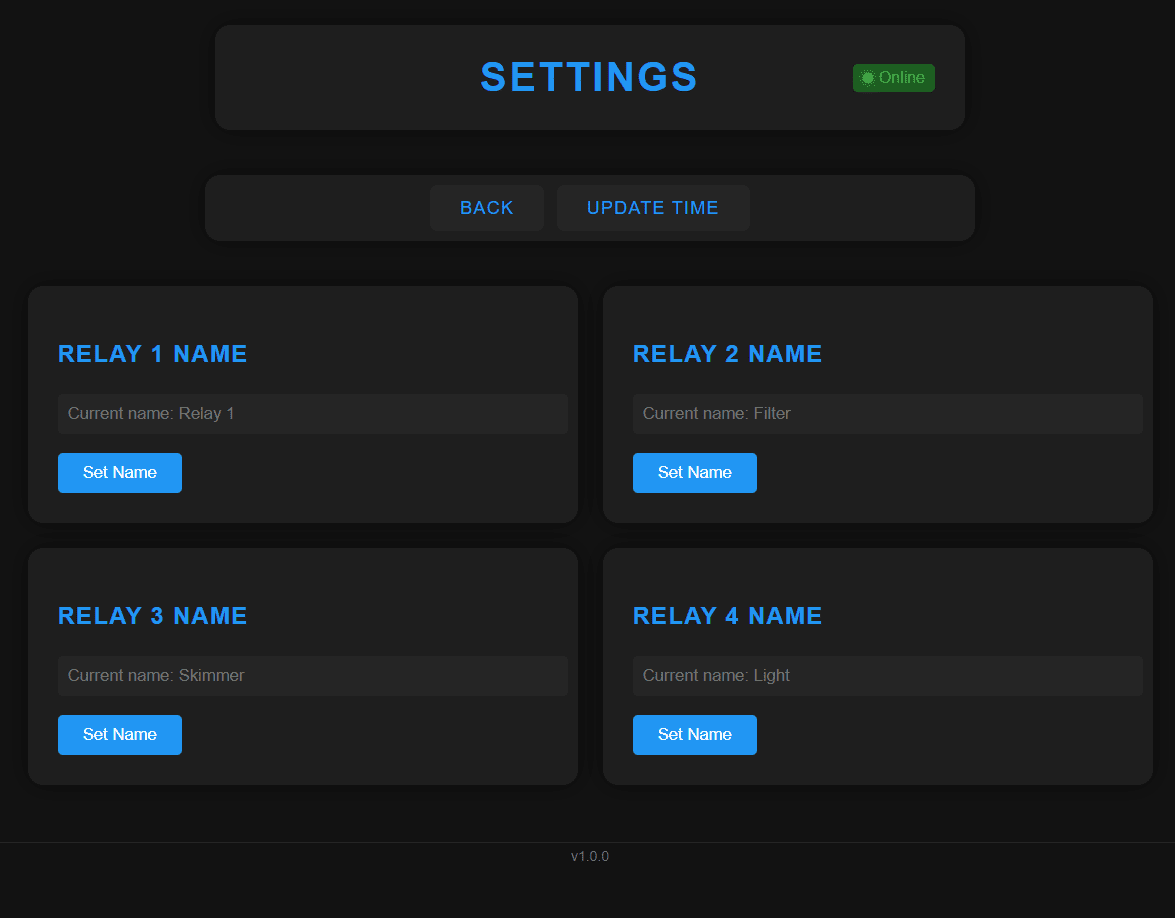 SETTINGS
Online
BACK
UPDATE TIME
RELAY 1 NAME
Current name: Relay 1
Set Name
RELAY 2 NAME
Current name: Filter
Set Name
RELAY 3 NAME
Current name: Skimmer
Set Name
RELAY 4 NAME
Current name: Light
Set Name
v1.0.0